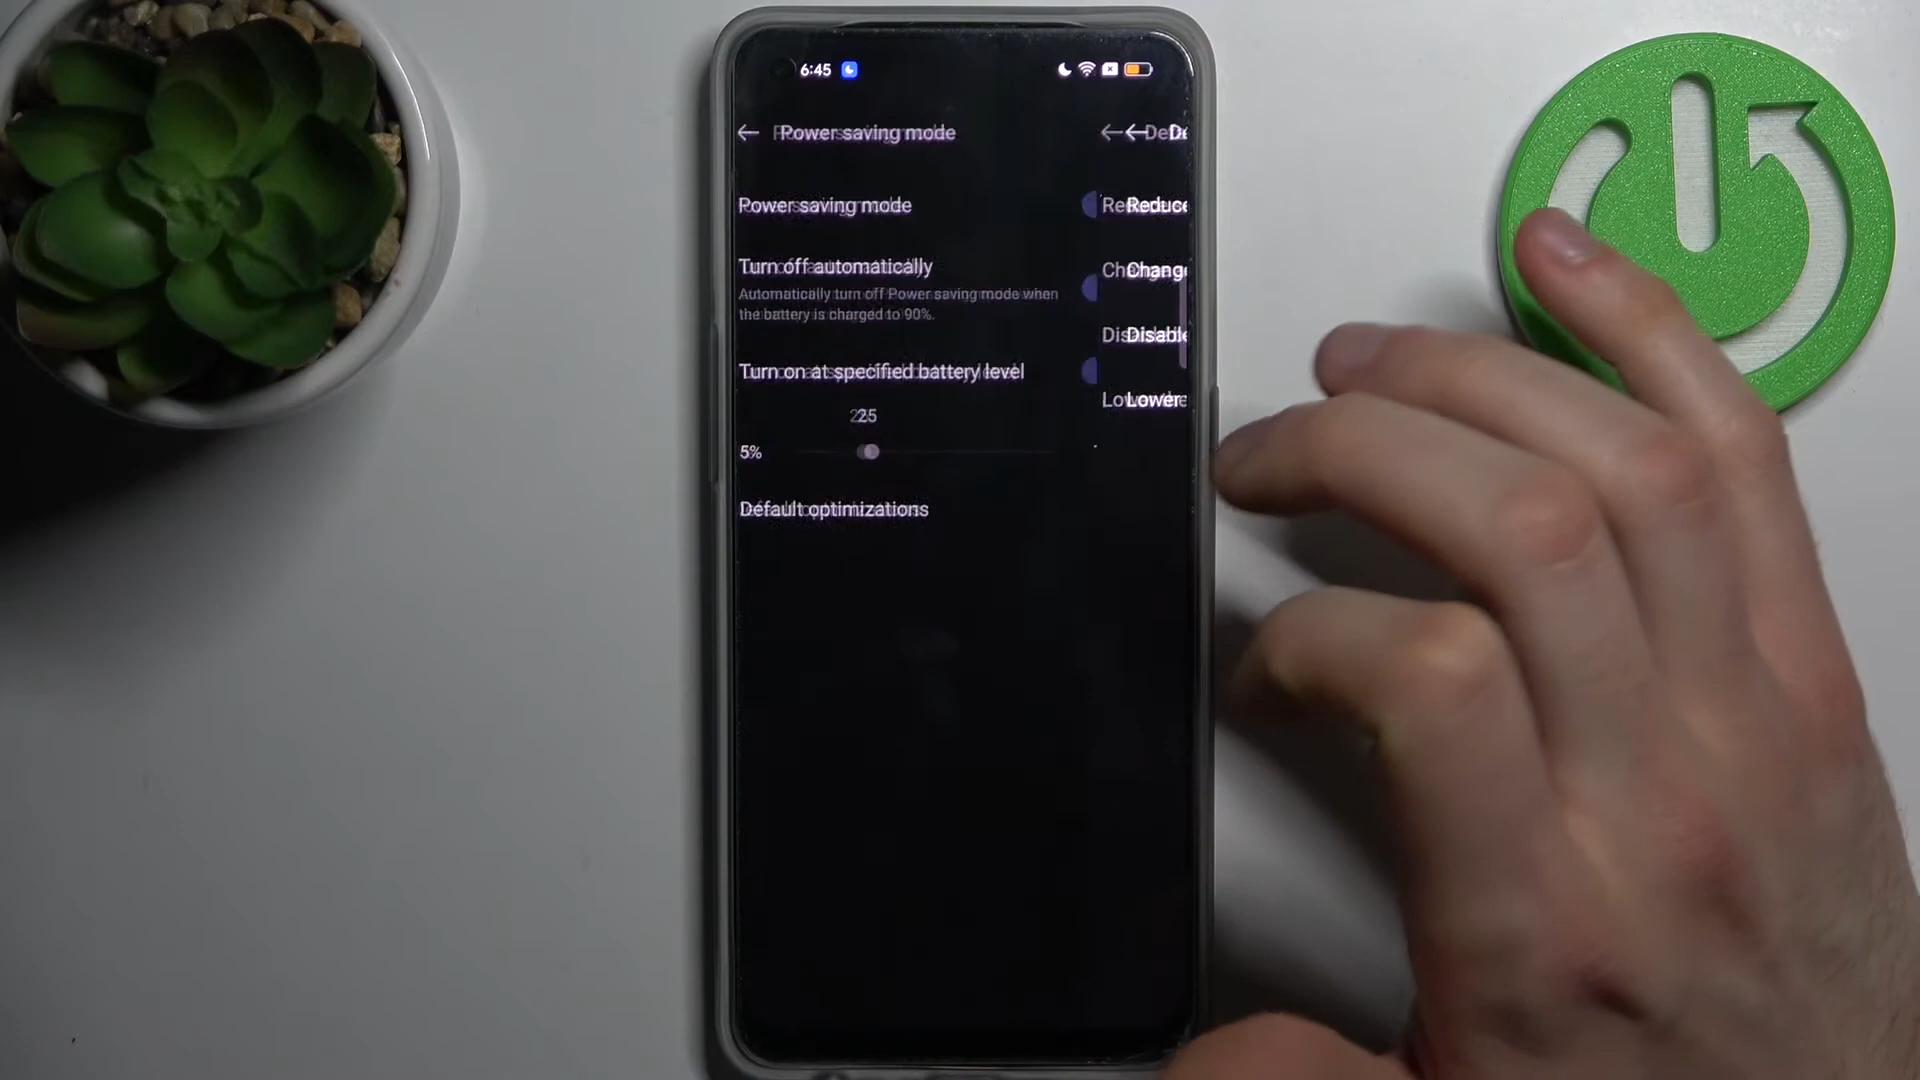 6:45
Power saving mode
Power saving mode
Reduce
Turn off automatically
Change
Automatically turn off Power saving mode when
the battery is charged to 90%.
Disable
Turn on at specified battery level
Lower
25
5%
Default optimizations